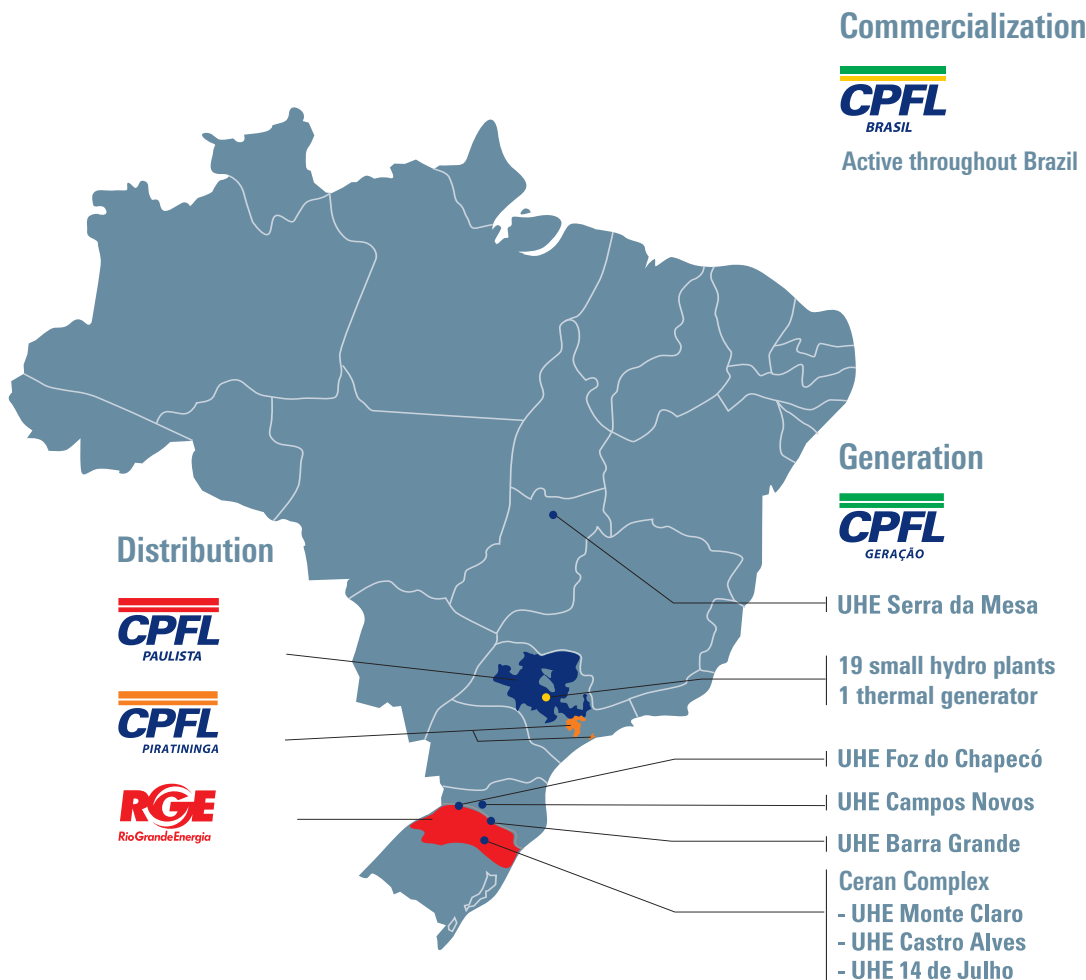 Commercialization
CPFL
BRASIL
Active throughout Brazil
Generation
CPFL
GERAÇÃO
UHE Serra da Mesa
19 small hydro plants
1 thermal generator
UHE Foz do Chapecó
UHE Campos Novos
UHE Barra Grande
Ceran Complex
- UHE Monte Claro
- UHE Castro Alves
- UHE 14 de Julho
Distribution
CPFL
PAULISTA
CPFL
PIRATININGA
RGE
RioGrandeEnergia